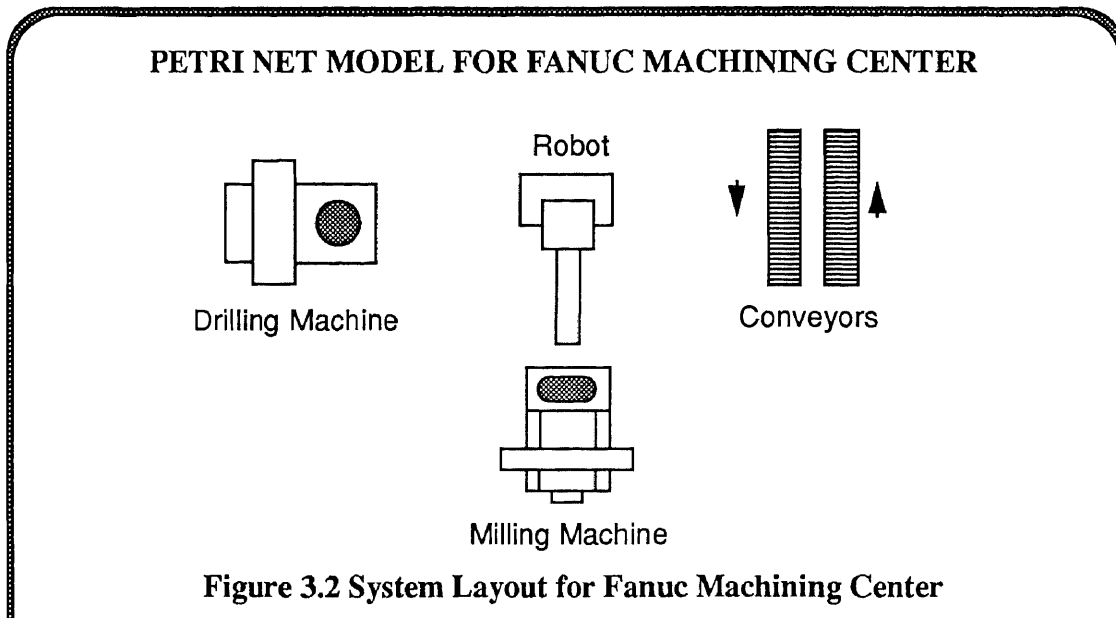 PETRI NET MODEL FOR FANUC MACHINING CENTER
Robot
Drilling Machine
Conveyors
Milling Machine
Figure 3.2 System Layout for Fanuc Machining Center